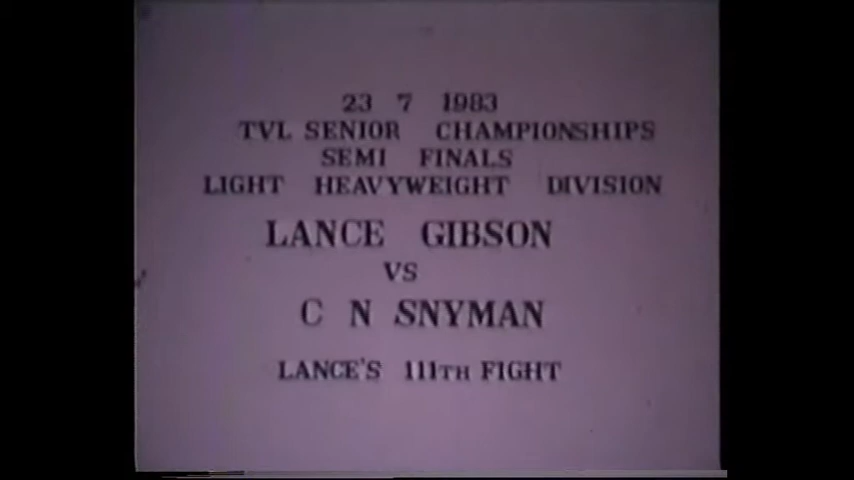 23 7 1983
TVL SENIOR CHAMPIONSHIPS
SEMI FINALS
LIGHT HEAVYWEIGHT DIVISION
LANCE GIBSON
VS
C N SNYMAN
LANCE'S 111TH FIGHT